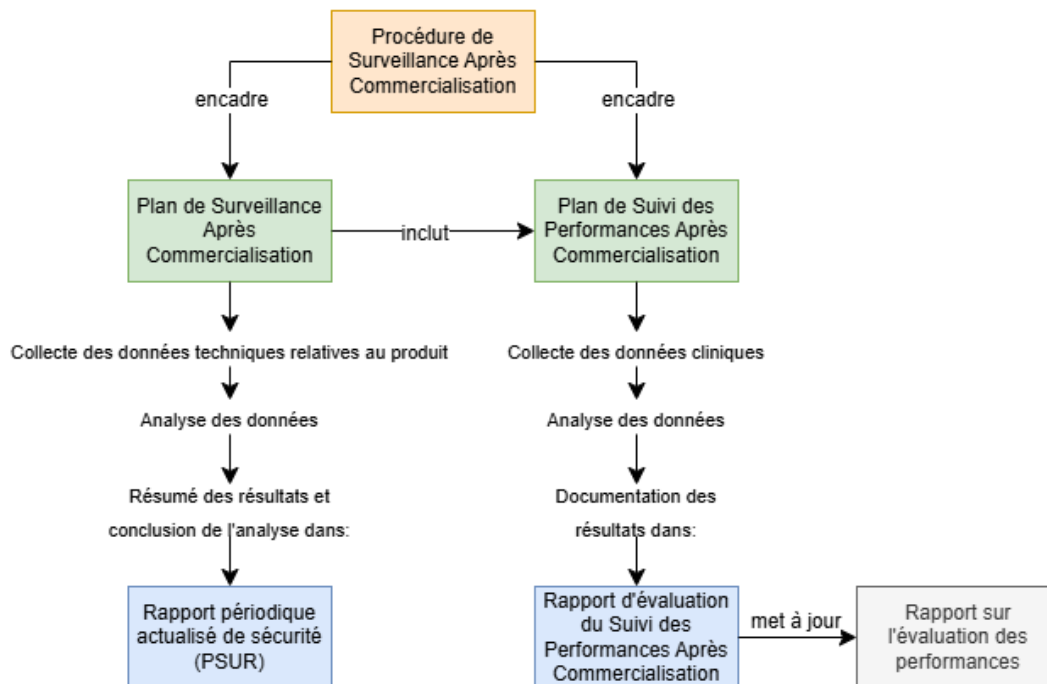 Procédure de
Surveillance Après
Commercialisation
encadre
encadre
Plan de Surveillance
Après
Commercialisation
inclut
Plan de Suivi des
Performances Après
Commercialisation
Collecte des données techniques relatives au produit
Collecte des données cliniques
Analyse des données
Analyse des données
Résumé des résultats et
conclusion de l'analyse dans:
Documentation des
résultats dans:
Rapport périodique
actualisé de sécurité
(PSUR)
Rapport d'évaluation
du Suivi des
Performances Après
Commercialisation
met à jour
Rapport sur
l'évaluation des
performances